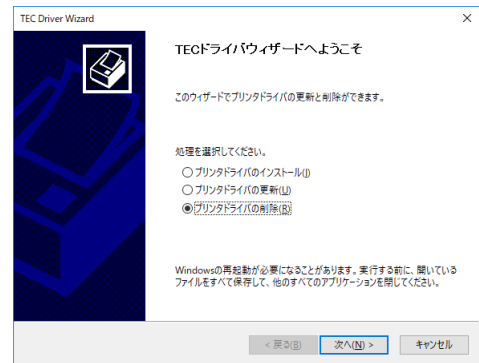 TEC Driver Wizard
TECドライバウィザードへようこそ
このウィザードでプリンタドライバの更新と削除ができます。
処理を選択してください。
プリンタドライバのインストール(I)
プリンタドライバの更新(U)
プリンタドライバの削除(R)
Windowsの再起動が必要になることがあります。実行する前に、開いている
ファイルをすべて保存して、他のすべてのアプリケーションを閉じてください。
< 戻る(B) 次へ(N) > キャンセル